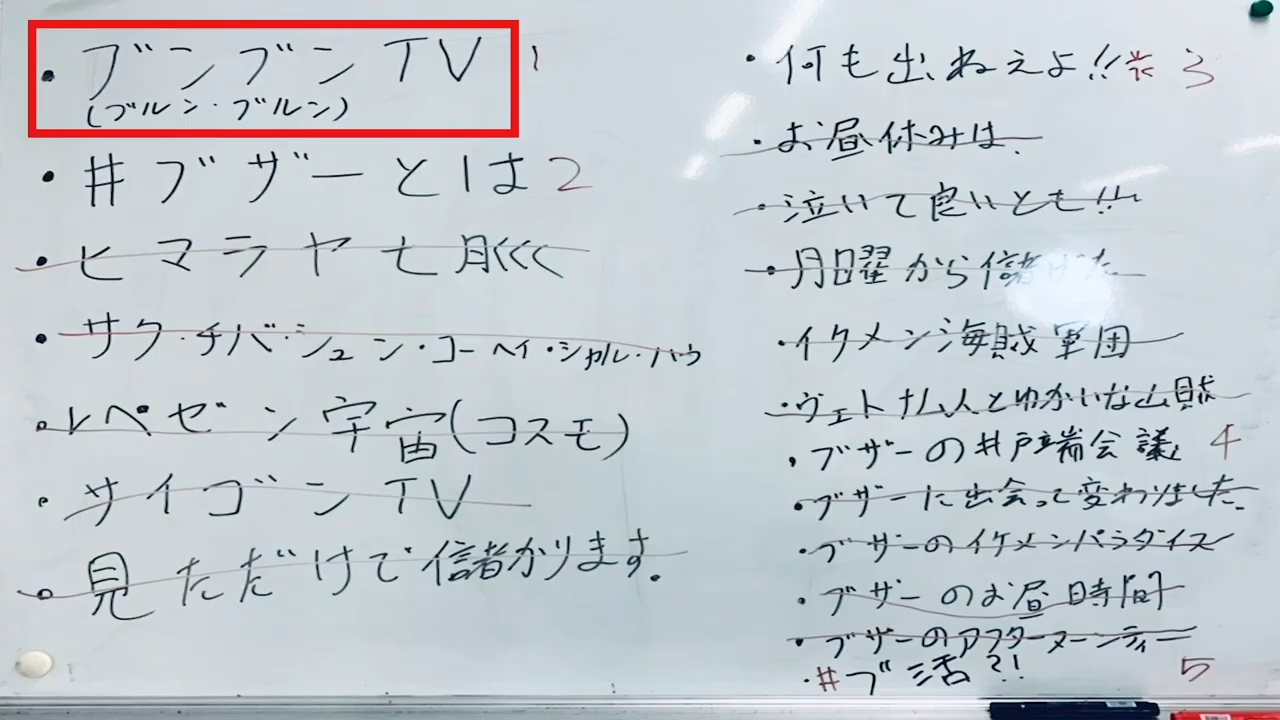 ・ブンブンTV 1
(ブルン・ブルン)
・#ブザーとは 2
・ヒマラヤ七
・サク・チバ・ジュン・コーヘイ・シャル・ハウ
・レペゼン宇宙(コスモ)
・サイゴンTV
・見ただけで儲かります。
・何も出ねえよ!!※ 3
・お昼休みは、
・泣いて良いとも!!
・月曜から儲けた
・イケメン海賊軍団
・ヴェトナム人とゆかいな山賊
・ブザーの井戸端会議 4
・ブザーに出会って変わりました。
・ブザーのイケメンパラダイス
・ブザーのお昼時間
・ブザーのアフターヌーンティー
・#ブ活?! 5